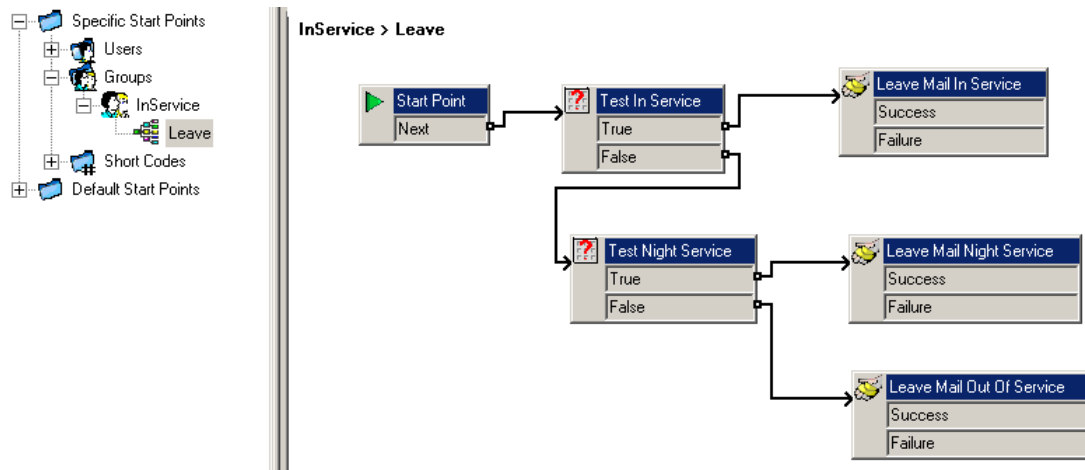 Specific Start Points
Users
Groups
InService
Leave
Short Codes
Default Start Points
InService > Leave
Start Point
Next
Test In Service
True
False
Leave Mail In Service
Success
Failure
Test Night Service
True
False
Leave Mail Night Service
Success
Failure
Leave Mail Out Of Service
Success
Failure